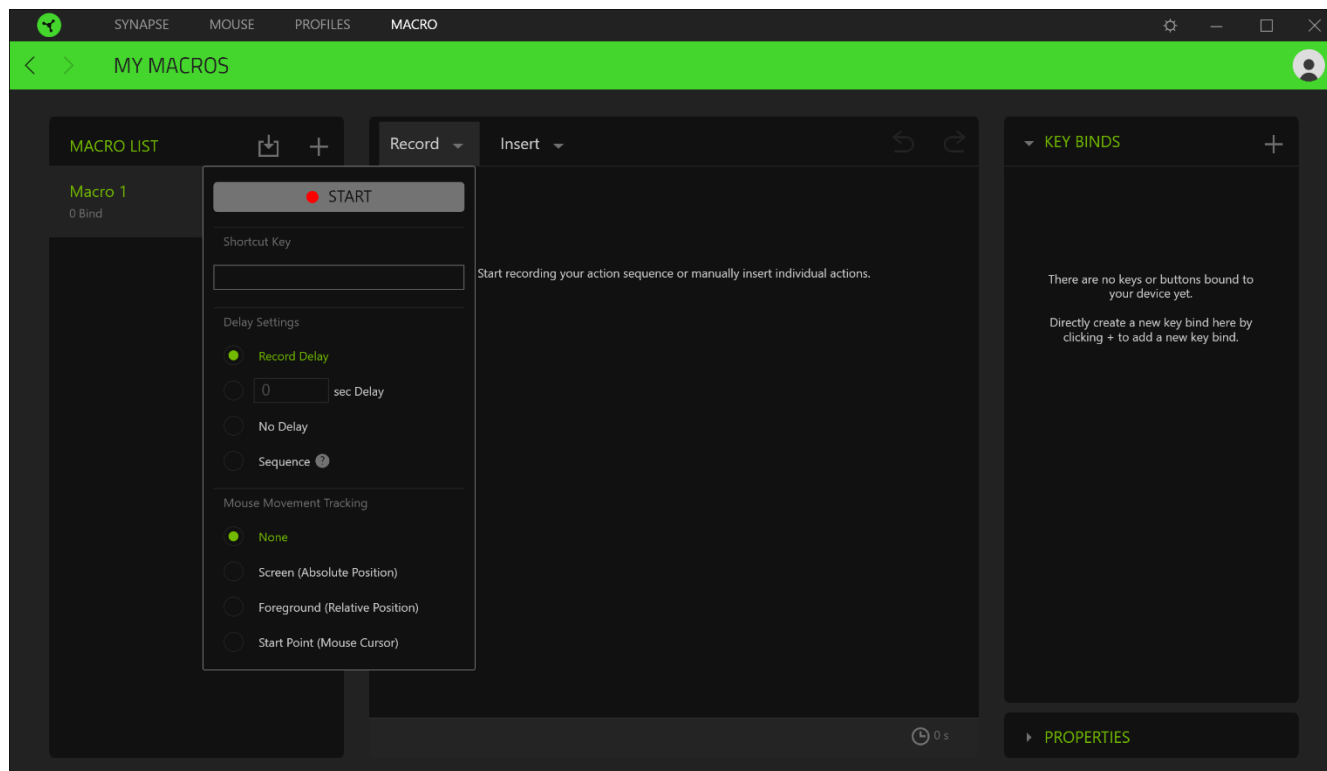 SYNAPSE MOUSE PROFILES MACRO
MY MACROS
MACRO LIST
Macro 1
0 Bind
Record Insert
START
Shortcut Key
Delay Settings
Record Delay
0 sec Delay
No Delay
Sequence ?
Mouse Movement Tracking
None
Screen (Absolute Position)
Foreground (Relative Position)
Start Point (Mouse Cursor)
Start recording your action sequence or manually insert individual actions.
0 s
KEY BINDS
There are no keys or buttons bound to
your device yet.
Directly create a new key bind here by
clicking + to add a new key bind.
PROPERTIES